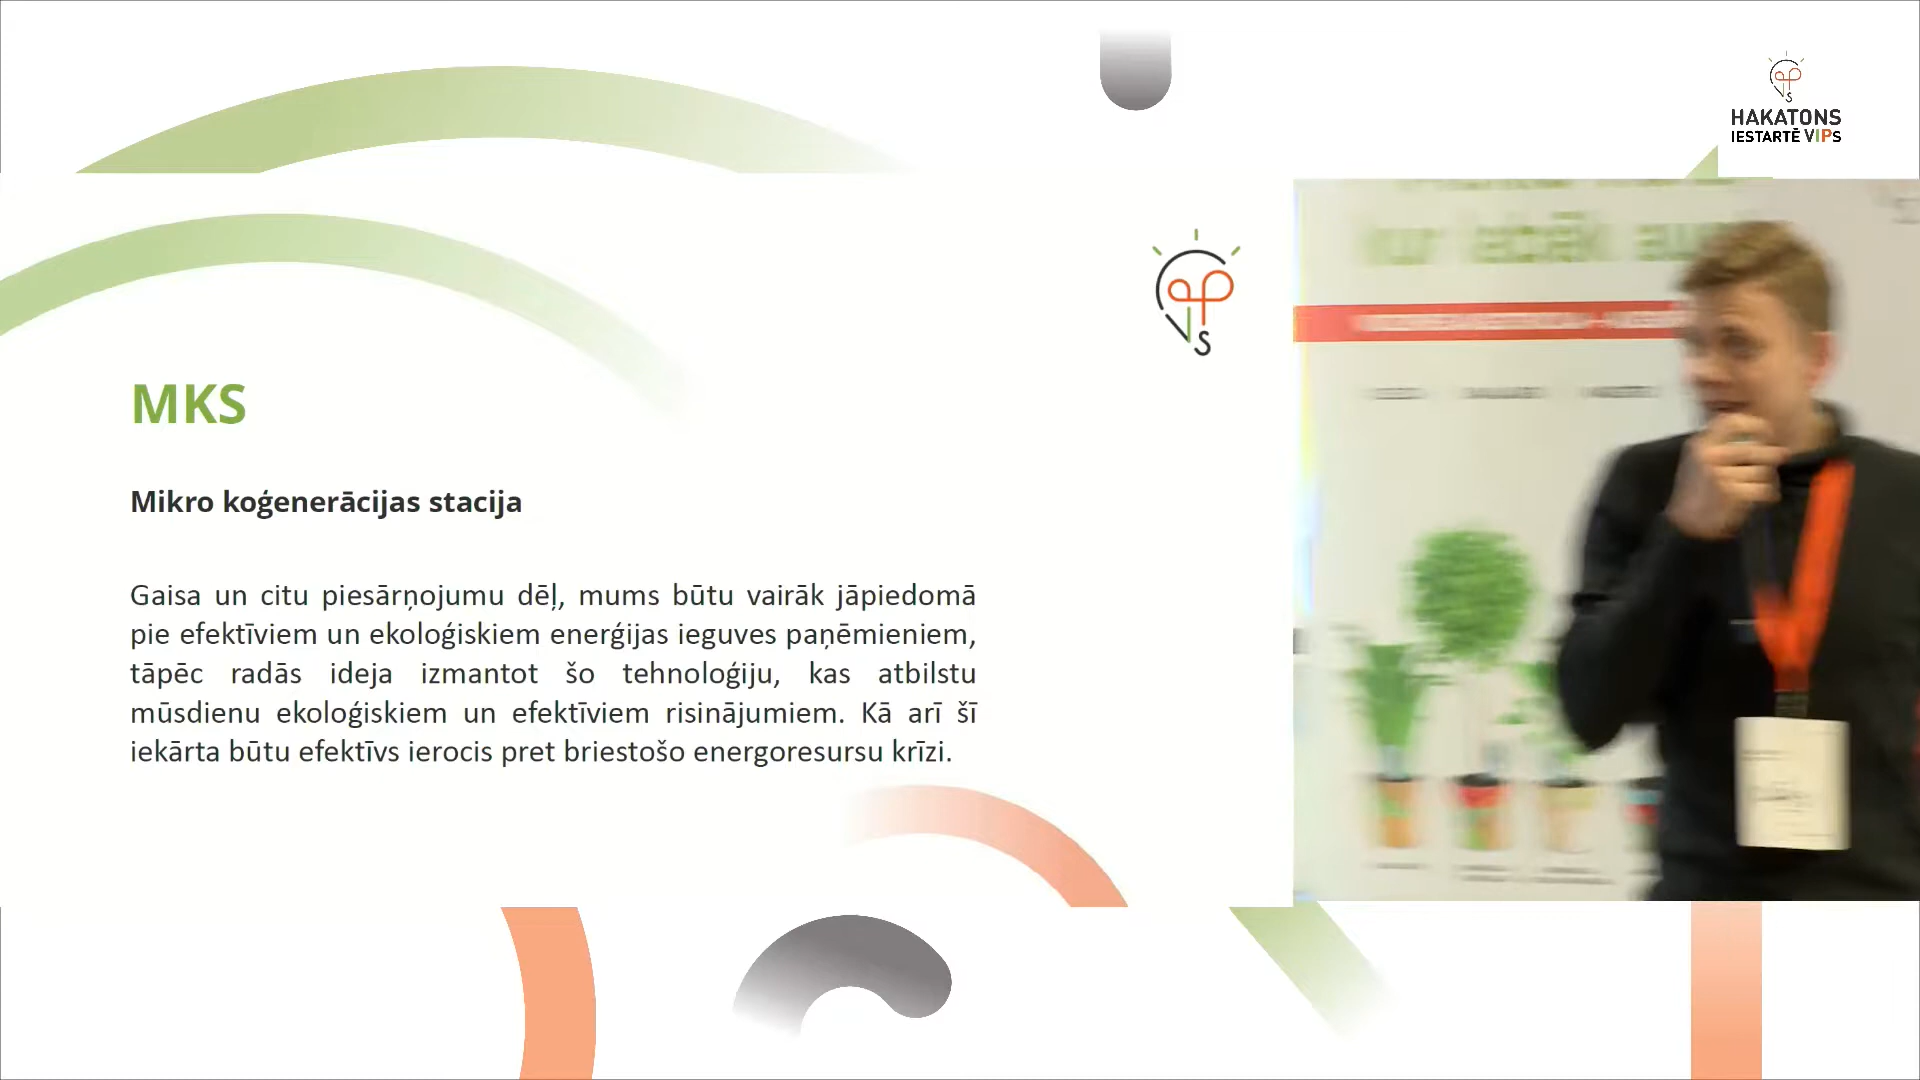 HAKATONS
IESTARTĒ VIPS
MKS
Mikro koģenerācijas stacija
Gaisa un citu piesārņojumu dēļ, mums būtu vairāk jāpiedomā
pie efektīviem un ekoloģiskiem enerģijas ieguves paņēmieniem,
tāpēc radās ideja izmantot šo tehnoloģiju, kas atbilstu
mūsdienu ekoloģiskiem un efektīviem risinājumiem. Kā arī šī
iekārta būtu efektīvs ierocis pret briestošo energoresursu krīzi.